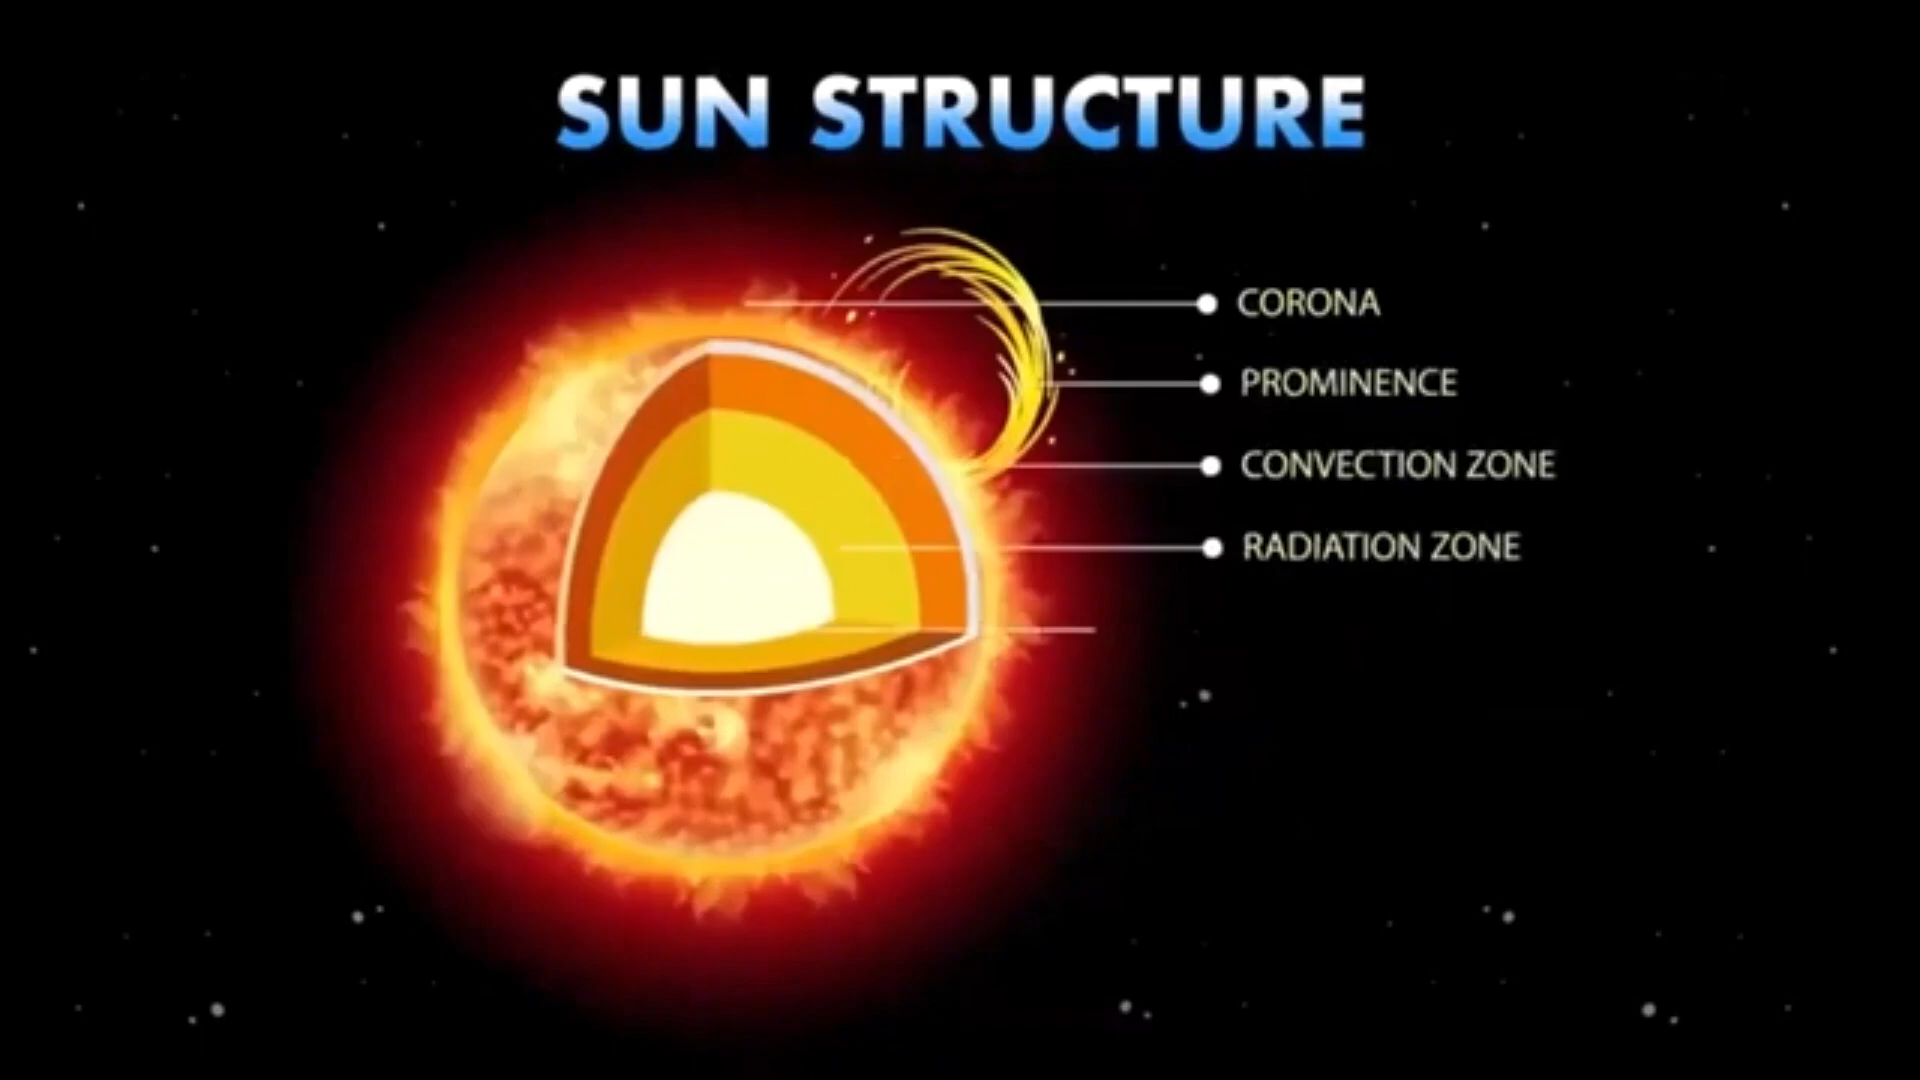 SUN STRUCTURE
CORONA
PROMINENCE
CONVECTION ZONE
RADIATION ZONE